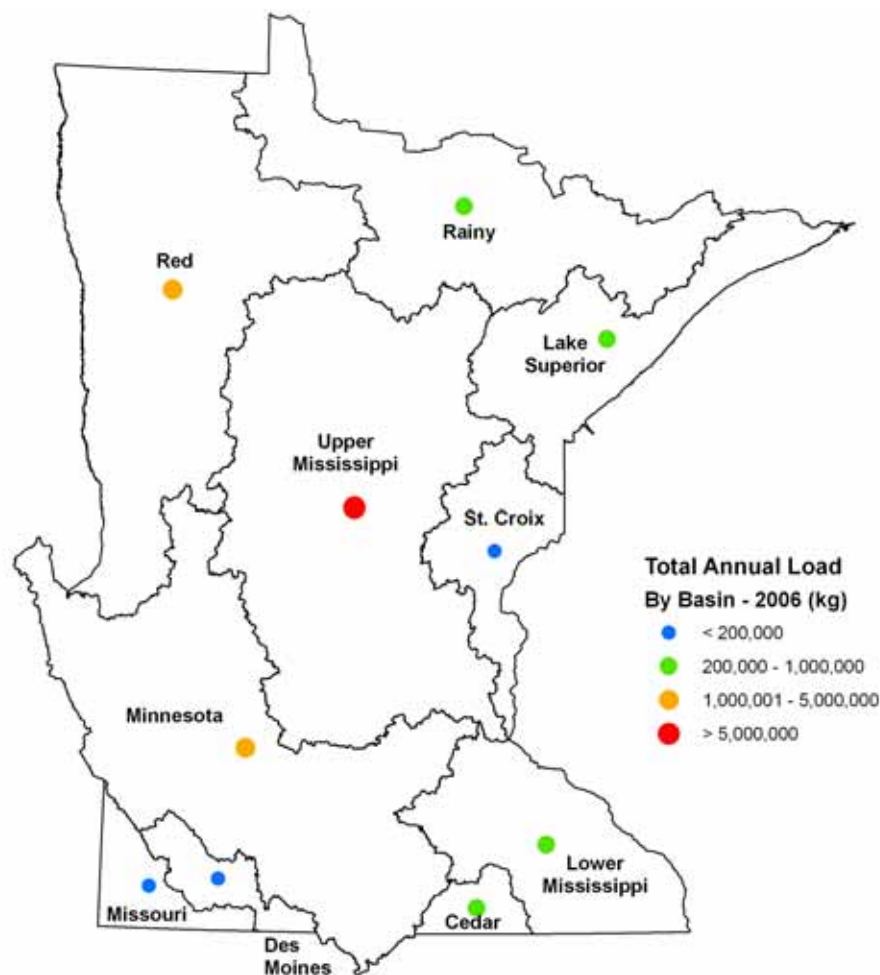 Rainy
Red
Lake
Superior
Upper
Mississippi
St. Croix
Total Annual Load
By Basin - 2006 (kg)
< 200,000
200,000 - 1,000,000
1,000,001 - 5,000,000
> 5,000,000
Minnesota
Lower
Mississippi
Missouri
Cedar
Des
Moines